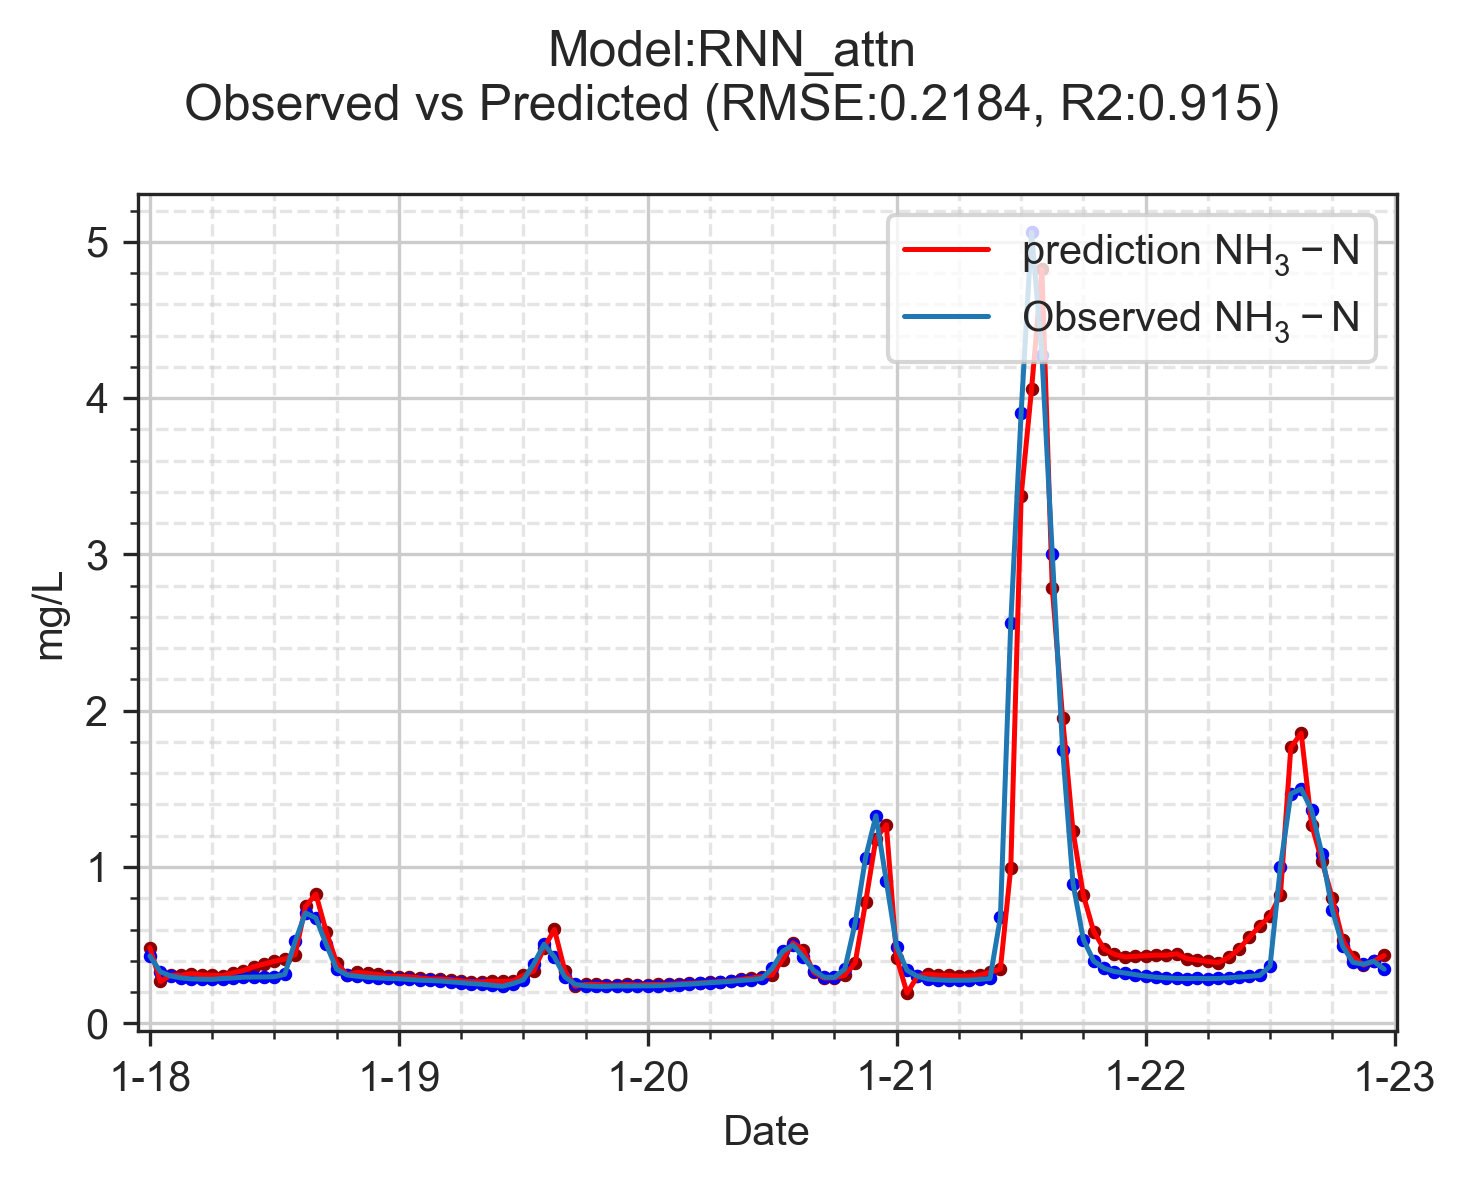 Model:RNN_attn
Observed vs Predicted (RMSE:0.2184, R2:0.915)
prediction NH₃ − N
Observed NH₃ − N
5
4
3
2
1
0
mg/L
1-18 1-19 1-20 1-21 1-22 1-23
Date